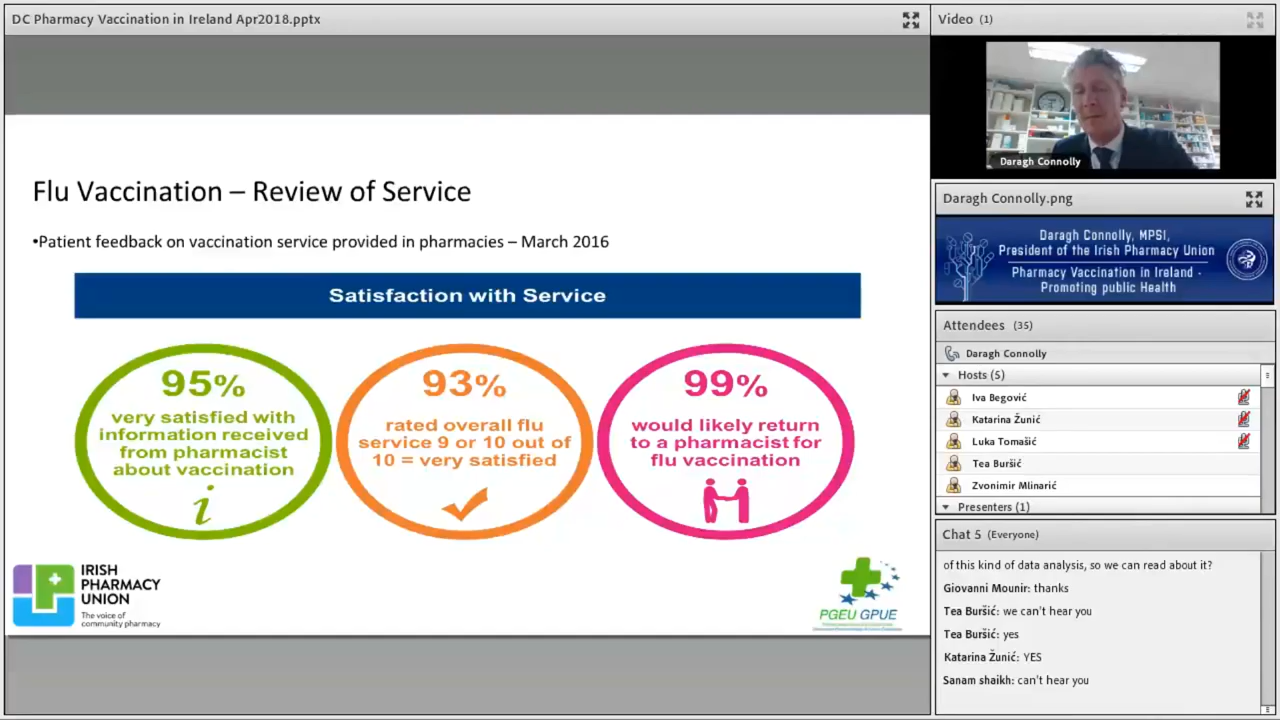 DC Pharmacy Vaccination in Ireland Apr2018.pptx
Flu Vaccination – Review of Service
•Patient feedback on vaccination service provided in pharmacies – March 2016
Satisfaction with Service
95%
very satisfied with
information received
from pharmacist
about vaccination
i
93%
rated overall flu
service 9 or 10 out of
10 = very satisfied
99%
would likely return
to a pharmacist for
flu vaccination
IRISH
PHARMACY
UNION
The voice of
community pharmacy
PGEU GPUE
Video (1)
Daragh Connolly
Daragh Connolly.png
Daragh Connolly, MPSI,
President of the Irish Pharmacy Union
Pharmacy Vaccination in Ireland -
Promoting public Health
Attendees (35)
Daragh Connolly
Hosts (5)
Iva Begović
Katarina Žunić
Luka Tomašić
Tea Buršić
Zvonimir Mlinarić
Presenters (1)
Chat 5 (Everyone)
of this kind of data analysis, so we can read about it?
Giovanni Mounir: thanks
Tea Buršić: we can't hear you
Tea Buršić: yes
Katarina Žunić: YES
Sanam shaikh: can't hear you